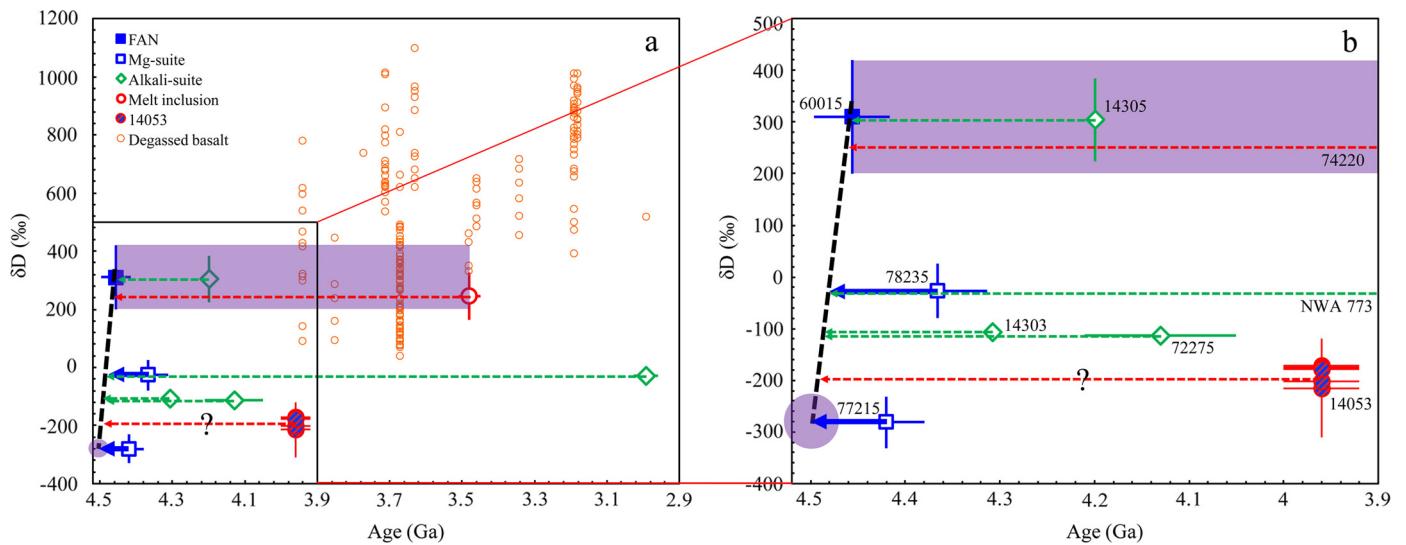 1200
1000
800
600
400
200
0
-200
-400
δD (‰)
FAN
Mg-suite
Alkali-suite
Melt inclusion
14053
Degassed basalt
a
?
4.5 4.3 4.1 3.9 3.7 3.5 3.3 3.1 2.9
Age (Ga)
500
400
300
200
100
0
-100
-200
-300
-400
δD (‰)
b
60015
14305
74220
78235
NWA 773
14303
72275
?
14053
77215
4.5 4.4 4.3 4.2 4.1 4 3.9
Age (Ga)